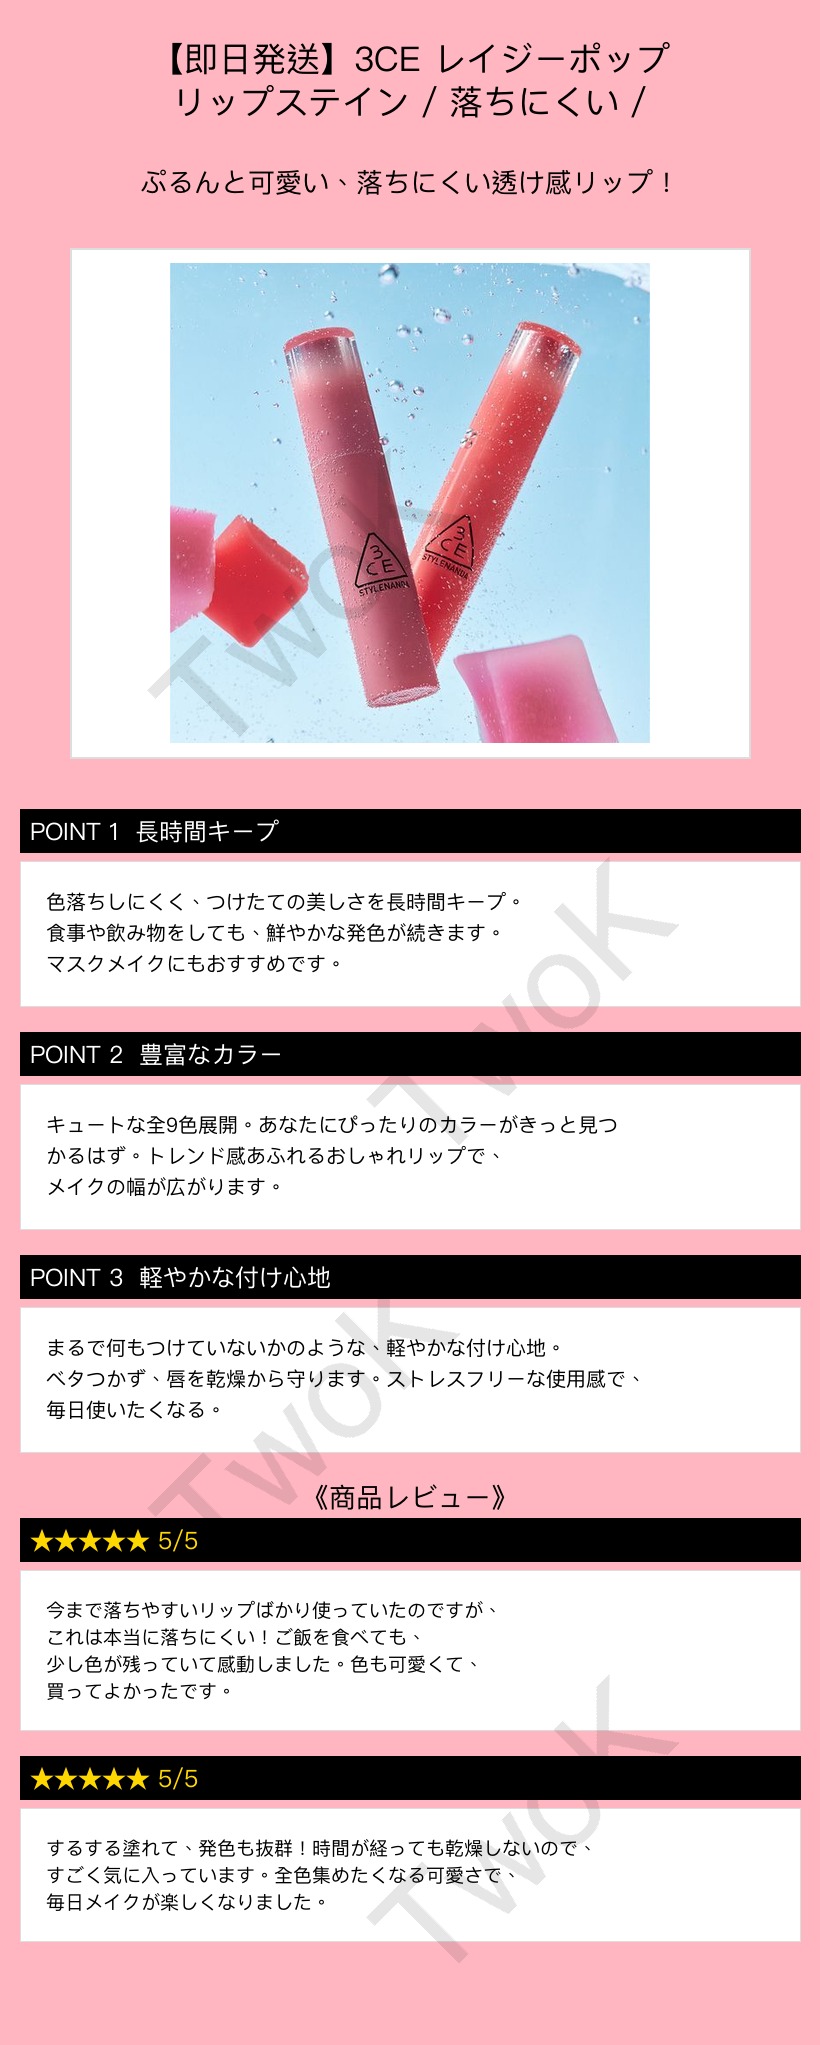 【即日発送】3CE レイジーポップ
リップステイン / 落ちにくい /
ぷるんと可愛い、落ちにくい透け感リップ！
3
CE
STYLENANDA
3
CE
STYLENANDA
TwoK
POINT 1 長時間キープ
色落ちしにくく、つけたての美しさを長時間キープ。
食事や飲み物をしても、鮮やかな発色が続きます。
マスクメイクにもおすすめです。
TwoK
POINT 2 豊富なカラー
キュートな全9色展開。あなたにぴったりのカラーがきっと見つ
かるはず。トレンド感あふれるおしゃれリップで、
メイクの幅が広がります。
POINT 3 軽やかな付け心地
まるで何もつけていないかのような、軽やかな付け心地。
ベタつかず、唇を乾燥から守ります。ストレスフリーな使用感で、
毎日使いたくなる。
TwoK
《商品レビュー》
★★★★★ 5/5
今まで落ちやすいリップばかり使っていたのですが、
これは本当に落ちにくい！ご飯を食べても、
少し色が残っていて感動しました。色も可愛くて、
買ってよかったです。
★★★★★ 5/5
するする塗れて、発色も抜群！時間が経っても乾燥しないので、
すごく気に入っています。全色集めたくなる可愛さで、
毎日メイクが楽しくなりました。
TwoK